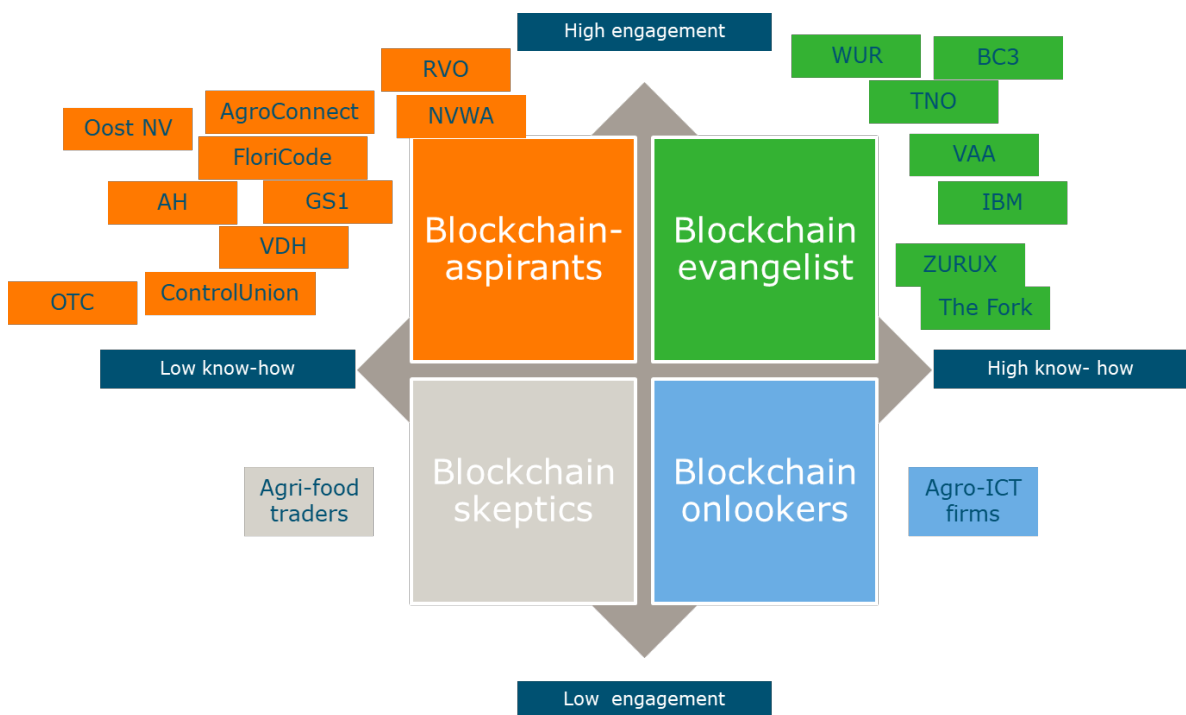 High engagement
RVO
WUR
BC3
TNO
AgroConnect
NVWA
Oost NV
FloriCode
VAA
AH
GS1
IBM
VDH
Blockchain-
aspirants
Blockchain
evangelist
ZURUX
OTC
ControlUnion
The Fork
Low know-how
High know- how
Agri-food
traders
Blockchain
skeptics
Blockchain
onlookers
Agro-ICT
firms
Low  engagement